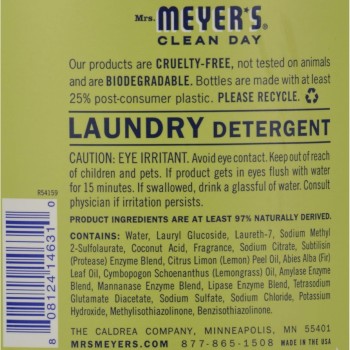 Mrs. MEYER'S®
CLEAN DAY
Our products are CRUELTY-FREE, not tested on animals
and are BIODEGRADABLE. Bottles are made with at least
25% post-consumer plastic. PLEASE RECYCLE.
LAUNDRY DETERGENT
CAUTION: EYE IRRITANT. Avoid eye contact. Keep out of reach
of children and pets. If product gets in eyes flush with water
for 15 minutes. If swallowed, drink a glassful of water. Consult
physician if irritation persists.
PRODUCT INGREDIENTS ARE AT LEAST 97% NATURALLY DERIVED.
CONTAINS: Water, Lauryl Glucoside, Laureth-7, Sodium Methyl
2-Sulfolaurate, Coconut Acid, Fragrance, Sodium Citrate, Subtilisin
(Protease) Enzyme Blend, Citrus Limon (Lemon) Peel Oil, Abies Alba (Fir)
Leaf Oil, Cymbopogon Schoenanthus (Lemongrass) Oil, Amylase Enzyme
Blend, Mannanase Enzyme Blend, Lipase Enzyme Blend, Tetrasodium
Glutamate Diacetate, Sodium Sulfate, Sodium Chloride, Potassium
Hydroxide, Methylisothiazolinone, Benzisothiazolinone.
THE CALDREA COMPANY, MINNEAPOLIS, MN 55401
MRSMEYERS.COM 877-865-1508 MADE IN THE USA
R54199
8 08124 14631 0